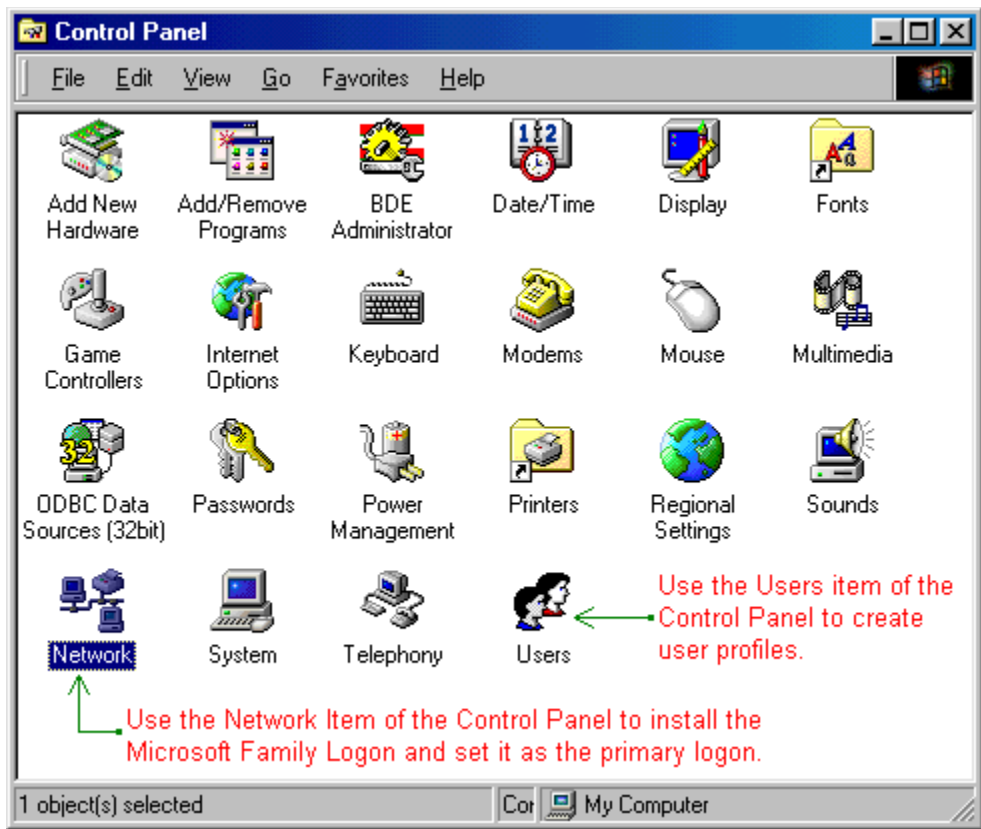 Control Panel
File Edit View Go Favorites Help
Add New Hardware
Add/Remove Programs
BDE Administrator
Date/Time
Display
Fonts
Game Controllers
Internet Options
Keyboard
Modems
Mouse
Multimedia
ODBC Data Sources (32bit)
Passwords
Power Management
Printers
Regional Settings
Sounds
Network
System
Telephony
Users
Use the Users item of the
Control Panel to create
user profiles.
Use the Network Item of the Control Panel to install the
Microsoft Family Logon and set it as the primary logon.
1 object(s) selected
Cor
My Computer